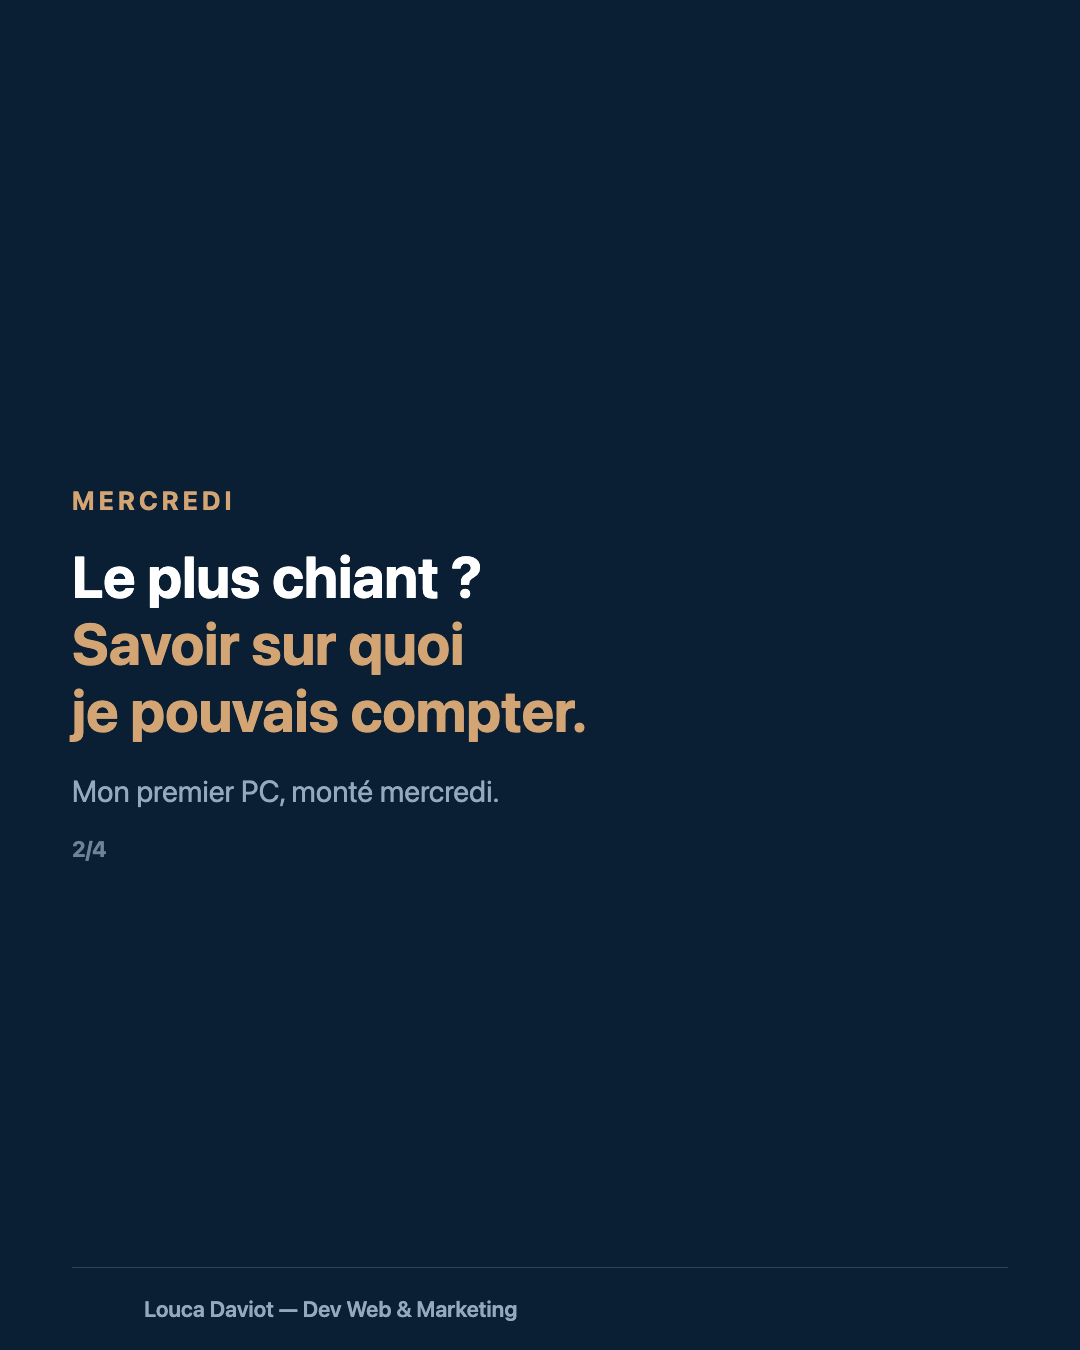 MERCREDI
Le plus chiant ?
Savoir sur quoi
je pouvais compter.
Mon premier PC, monté mercredi.
2/4
Louca Daviot — Dev Web & Marketing